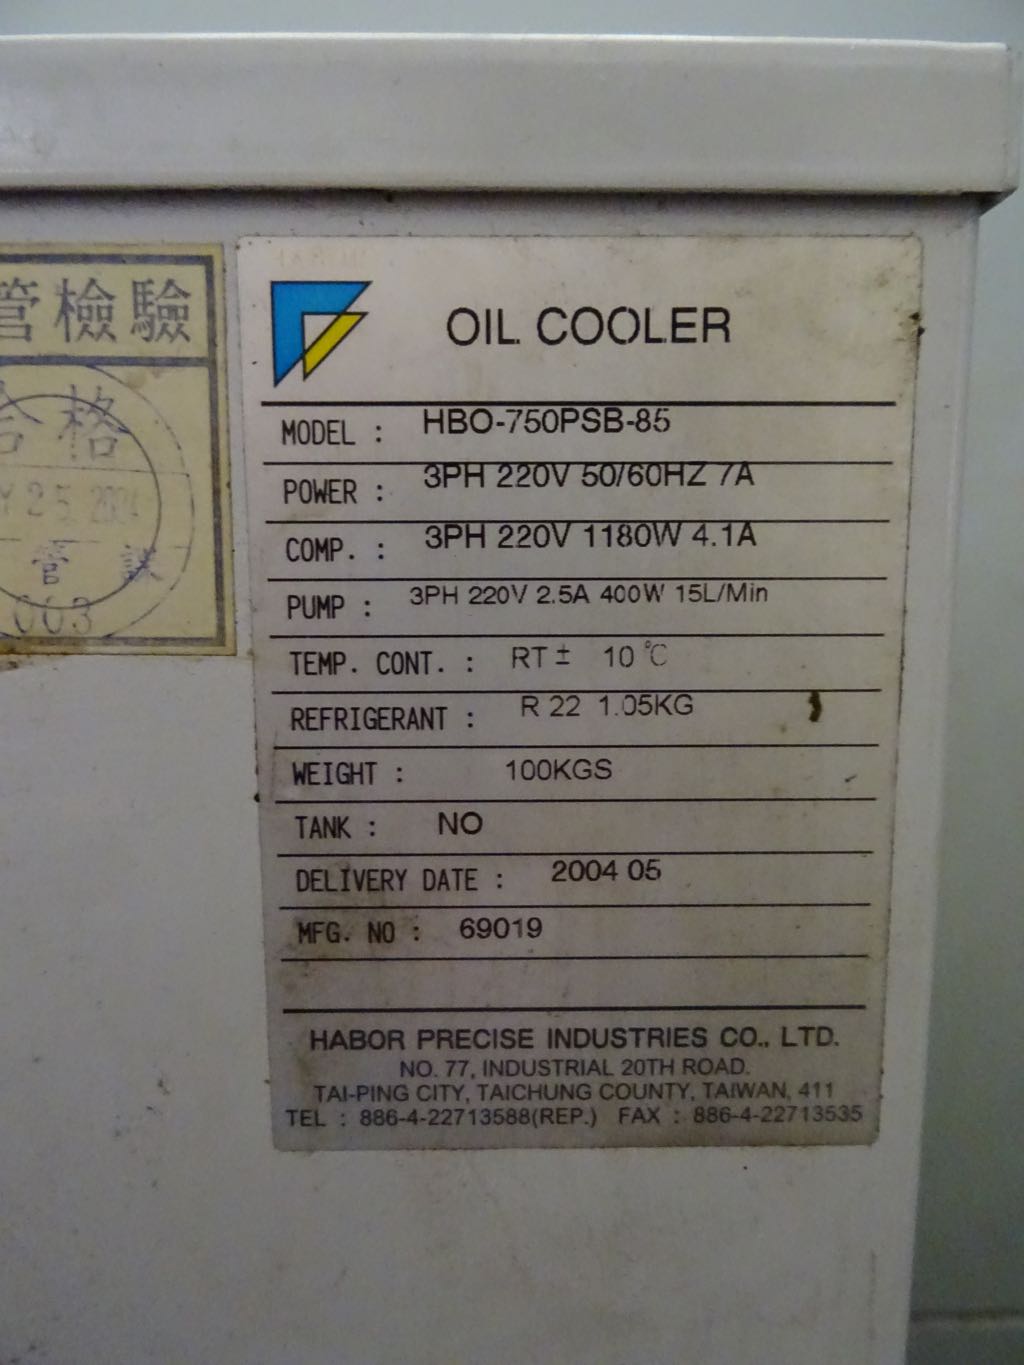 管檢驗
合格
Y 25. 2004
管 課
003
OIL COOLER
MODEL : HBO-750PSB-85
POWER : 3PH 220V 50/60HZ 7A
COMP. : 3PH 220V 1180W 4.1A
PUMP : 3PH 220V 2.5A 400W 15L/Min
TEMP. CONT. : RT± 10℃
REFRIGERANT : R 22 1.05KG
WEIGHT : 100KGS
TANK : NO
DELIVERY DATE : 2004 05
MFG. NO : 69019
HABOR PRECISE INDUSTRIES CO., LTD.
NO. 77, INDUSTRIAL 20TH ROAD.
TAI-PING CITY, TAICHUNG COUNTY, TAIWAN, 411
TEL : 886-4-22713588(REP.) FAX : 886-4-22713535